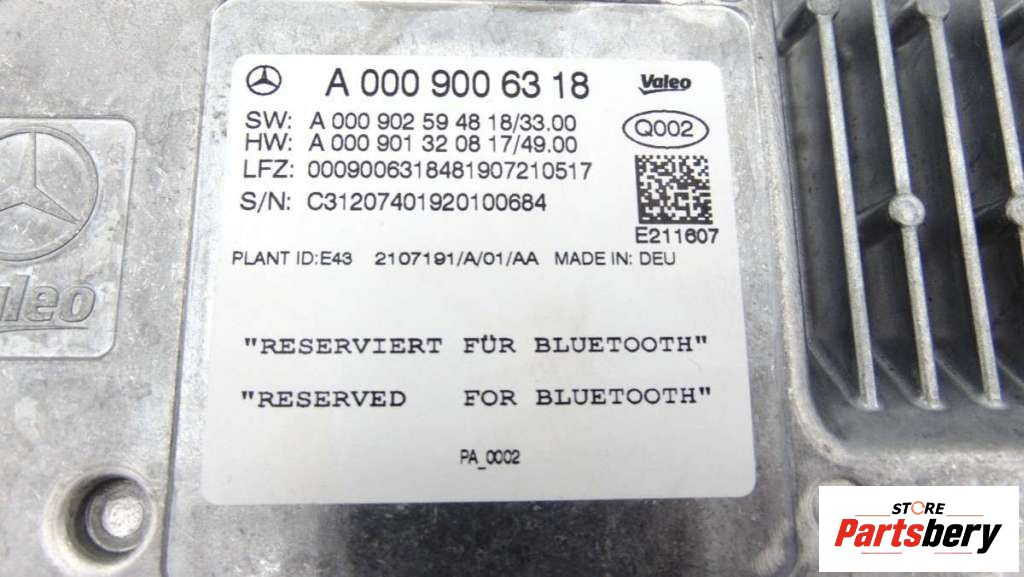 A 000 900 63 18
Valeo
SW: A 000 902 59 48 18/33.00
HW: A 000 901 32 08 17/49.00
Q002
LFZ: 00090063184819072​10517
S/N: C31207401920100684
E211607
PLANT ID:E43 2107191/A/01/AA MADE IN: DEU
"RESERVIERT FÜR BLUETOOTH"
"RESERVED FOR BLUETOOTH"
PA_0002
Valeo
STORE
Partsbery